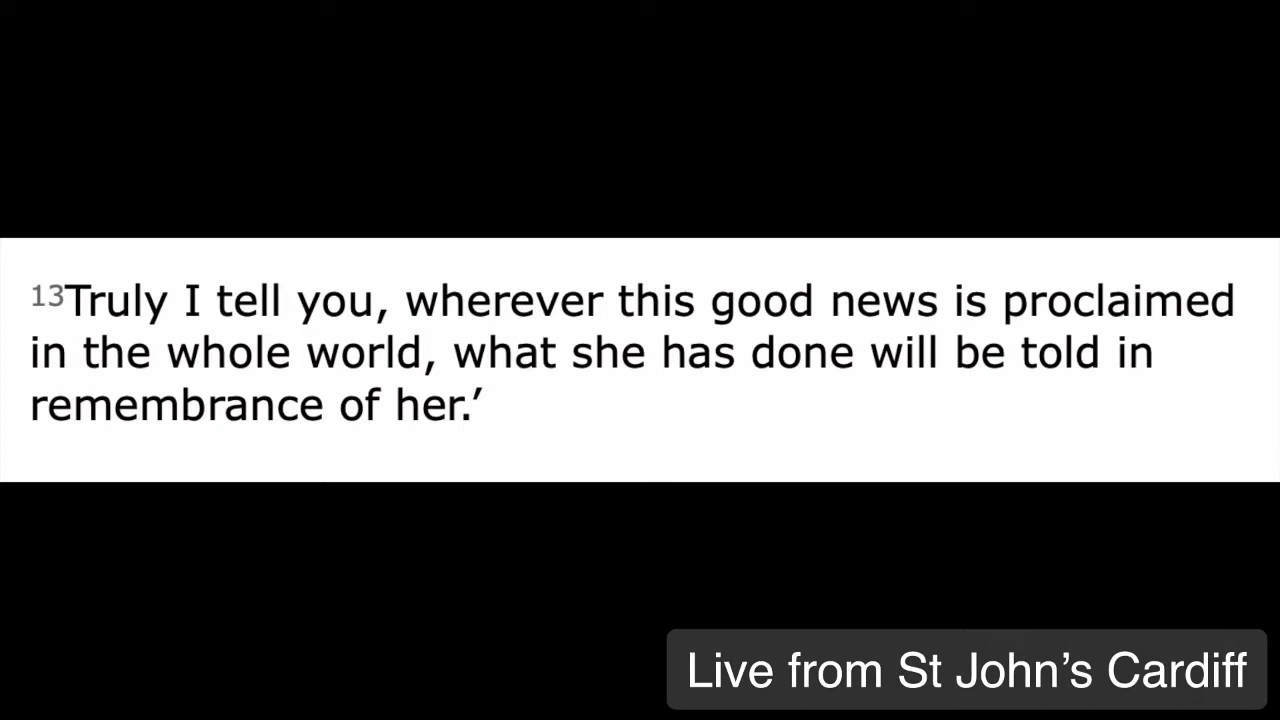 13Truly I tell you, wherever this good news is proclaimed
in the whole world, what she has done will be told in
remembrance of her.’
Live from St John’s Cardiff